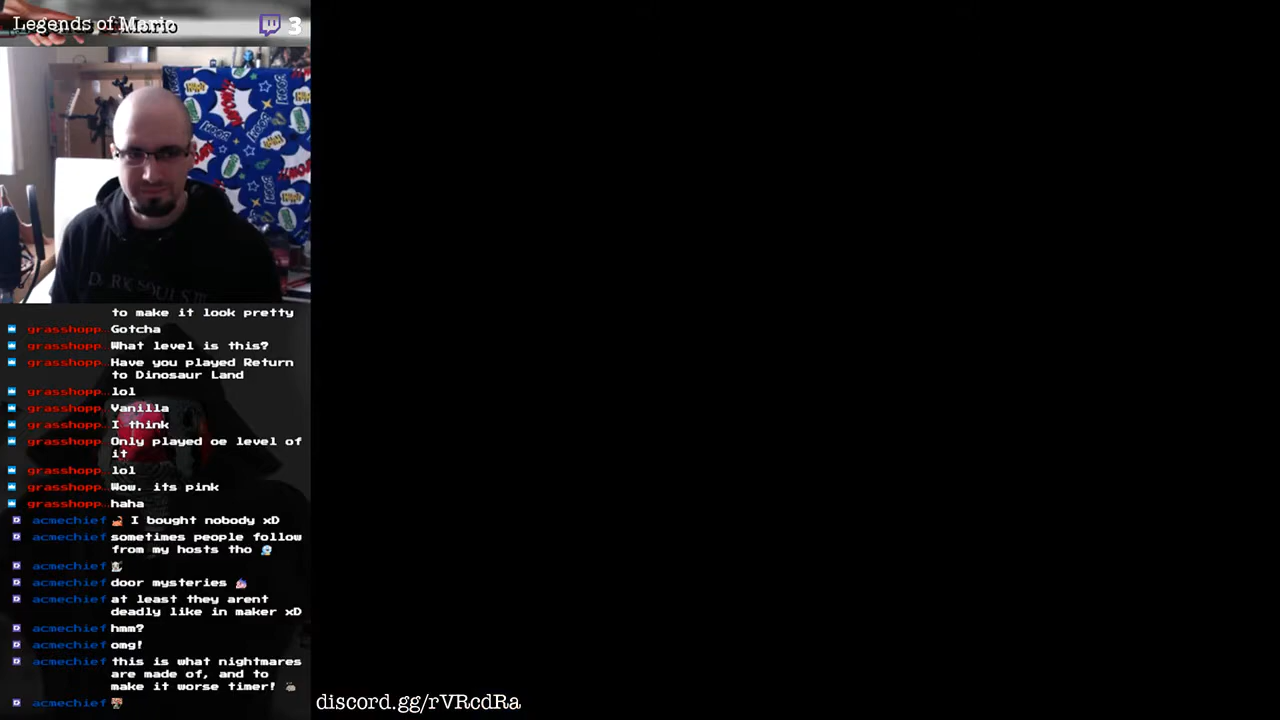 Legends of Mario
3
DARK SOULS III
to make it look pretty
grasshopp… Gotcha
grasshopp… What level is this?
grasshopp… Have you played Return
to Dinosaur Land
grasshopp… lol
grasshopp… Vanilla
grasshopp… I think
grasshopp… Only played oe level of
it
grasshopp… lol
grasshopp… Wow. its pink
grasshopp… haha
acmechief I bought nobody xD
acmechief sometimes people follow
from my hosts tho
acmechief
acmechief door mysteries
acmechief at least they arent
deadly like in maker xD
acmechief hmm?
acmechief omg!
acmechief this is what nightmares
are made of, and to
make it worse timer!
acmechief
discord.gg/rVRcdRa